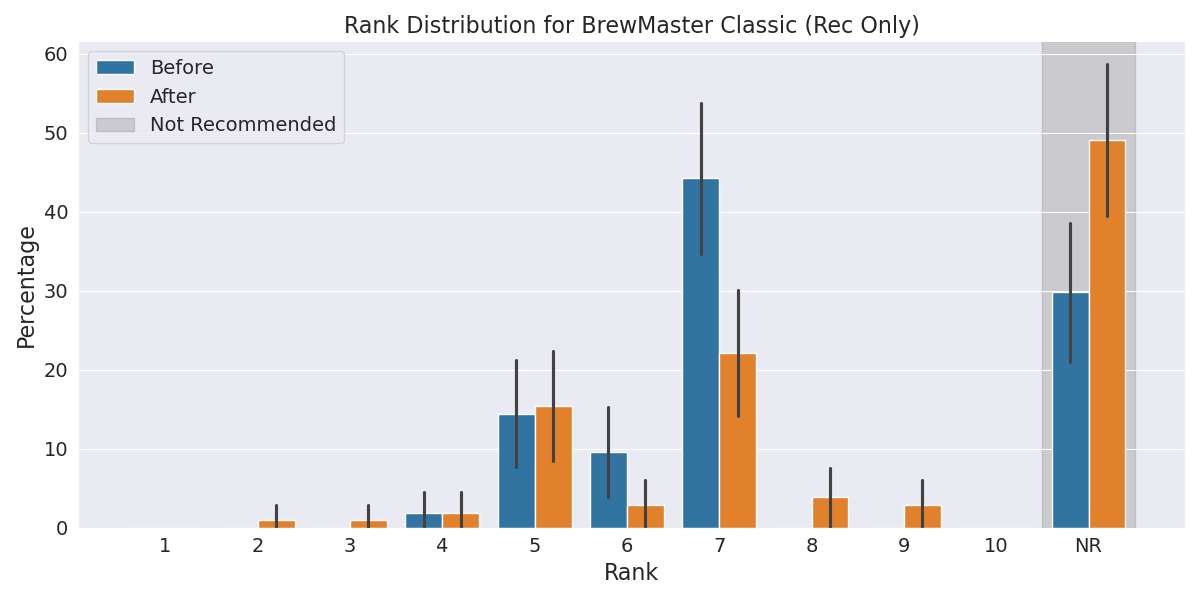 Rank Distribution for BrewMaster Classic (Rec Only)
Before
After
Not Recommended
Percentage
60
50
40
30
20
10
0
1 2 3 4 5 6 7 8 9 10 NR
Rank